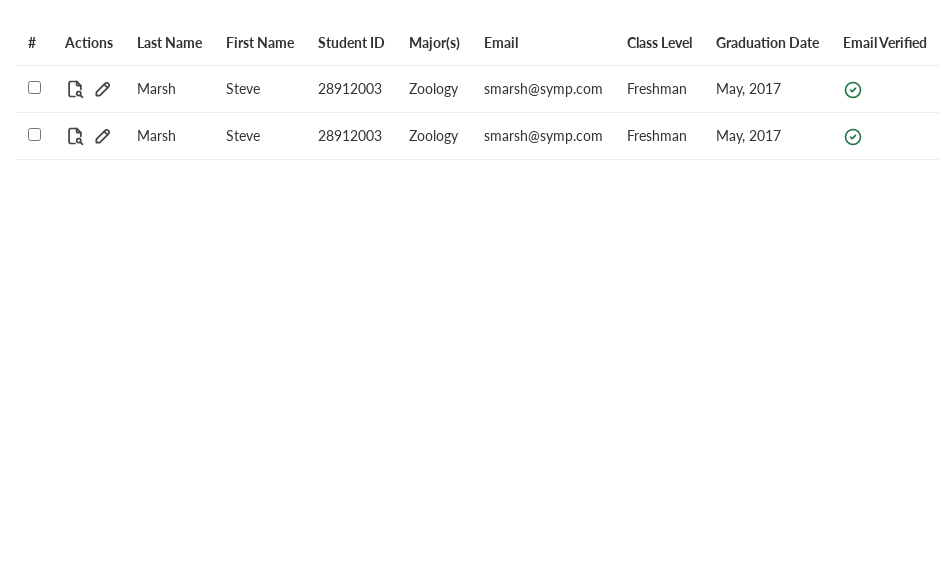 # Actions Last Name First Name Student ID Major(s) Email Class Level Graduation Date Email Verified
Marsh Steve 28912003 Zoology smarsh@symp.com Freshman May, 2017
Marsh Steve 28912003 Zoology smarsh@symp.com Freshman May, 2017